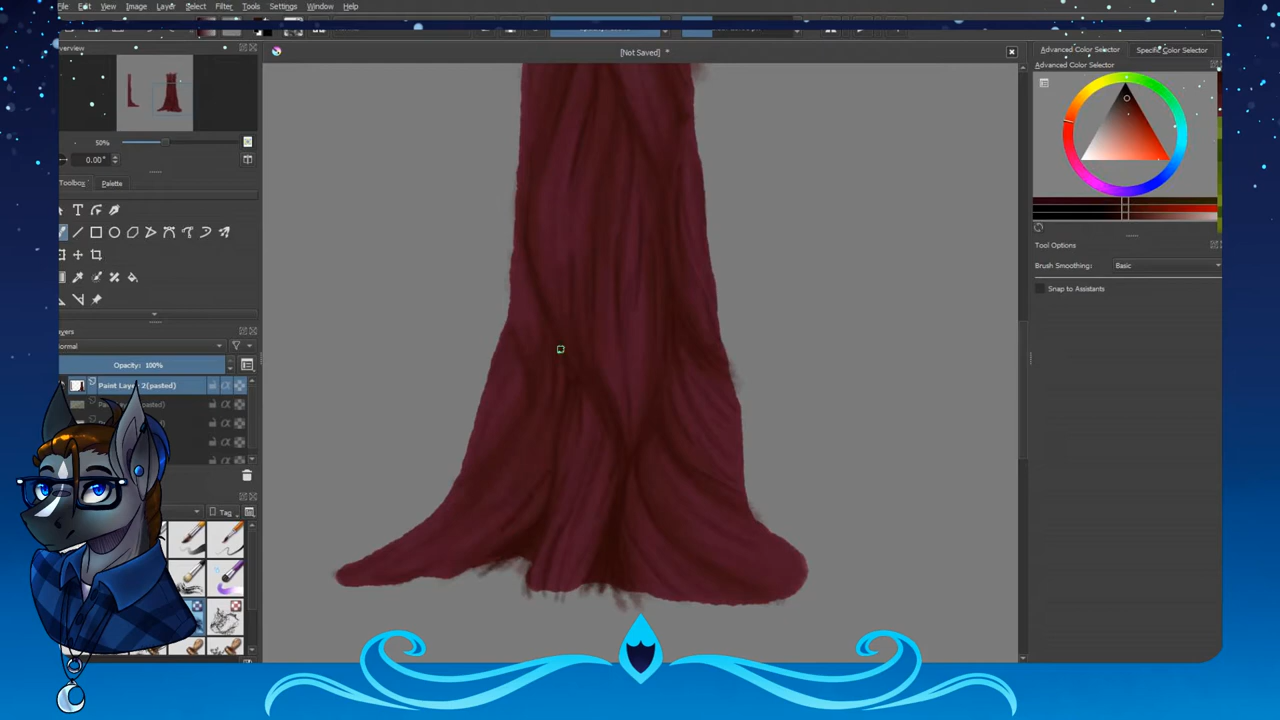 File Edit View Image Layer Select Filter Tools Settings Window Help
[Not Saved] *
Advanced Color Selector Specific Color Selector
Advanced Color Selector
50%
0.00°
Toolbox Palette
T
Tool Options
Brush Smoothing: Basic
Snap to Assistants
Opacity: 100%
Paint Layer 2(pasted)
Tag